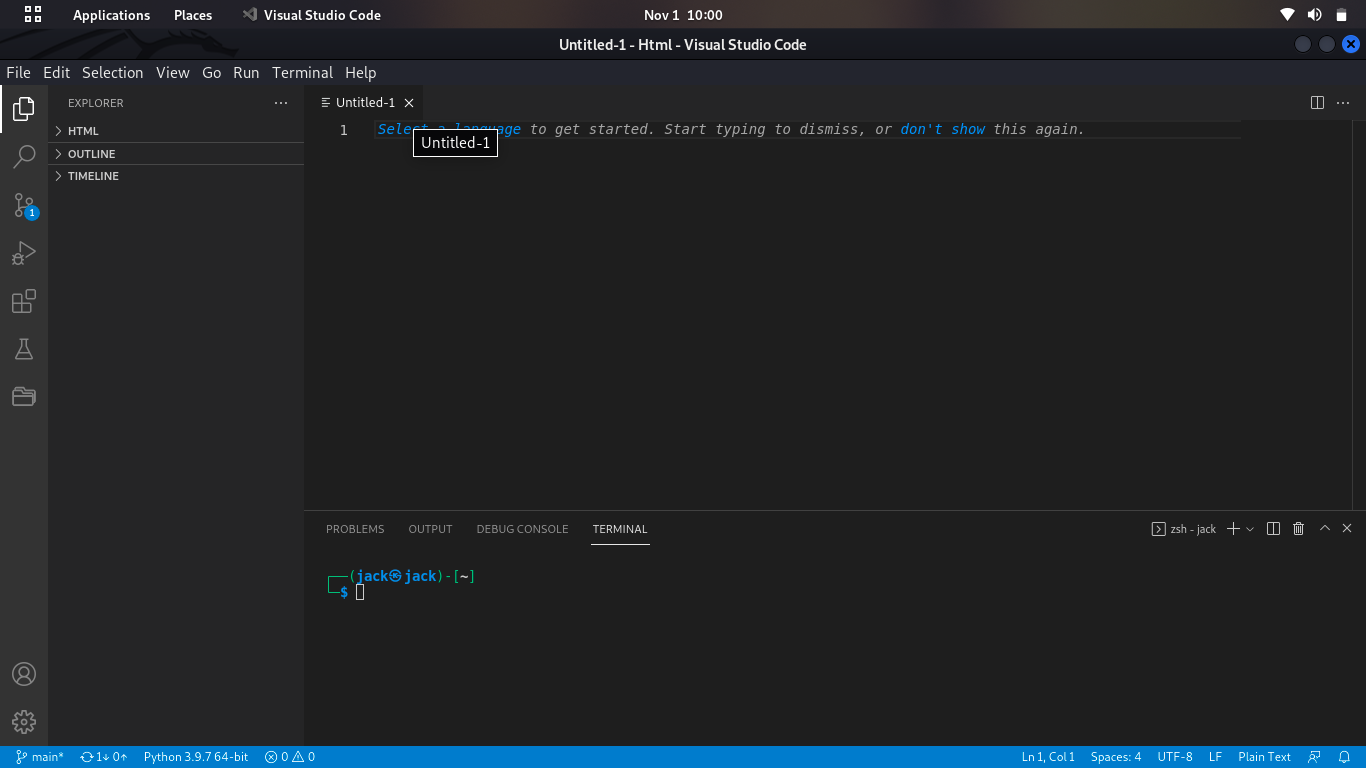 Applications Places Visual Studio Code Nov 1 10:00
Untitled-1 - Html - Visual Studio Code
File Edit Selection View Go Run Terminal Help
EXPLORER
HTML
OUTLINE
TIMELINE
1
Untitled-1
1 Select a language to get started. Start typing to dismiss, or don't show this again.
Untitled-1
PROBLEMS OUTPUT DEBUG CONSOLE TERMINAL zsh - jack
┌──(jack㉿jack)-[~]
└─$
main* 1↓ 0↑ Python 3.9.7 64-bit 0 0 Ln 1, Col 1 Spaces: 4 UTF-8 LF Plain Text